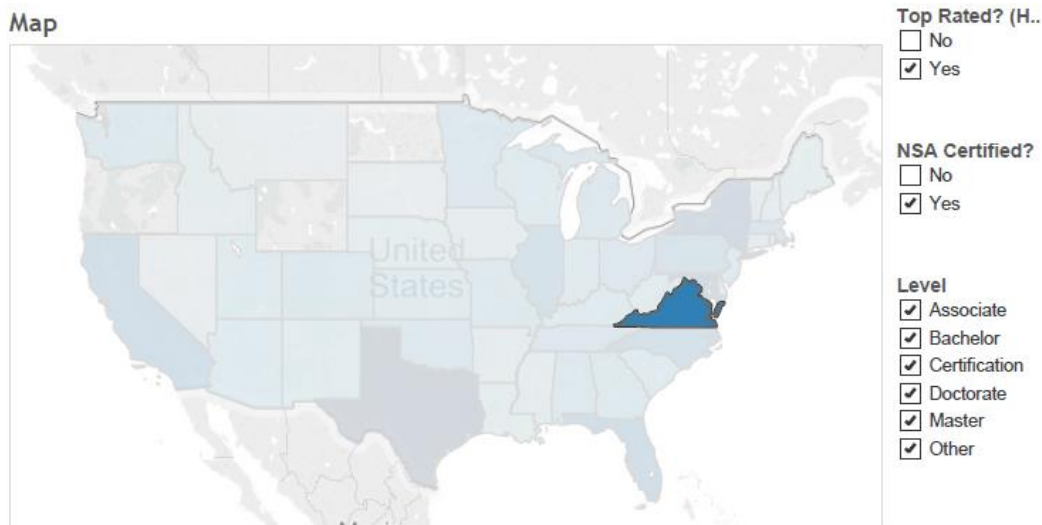 Map
United
States
Top Rated? (H..
No
Yes
NSA Certified?
No
Yes
Level
Associate
Bachelor
Certification
Doctorate
Master
Other